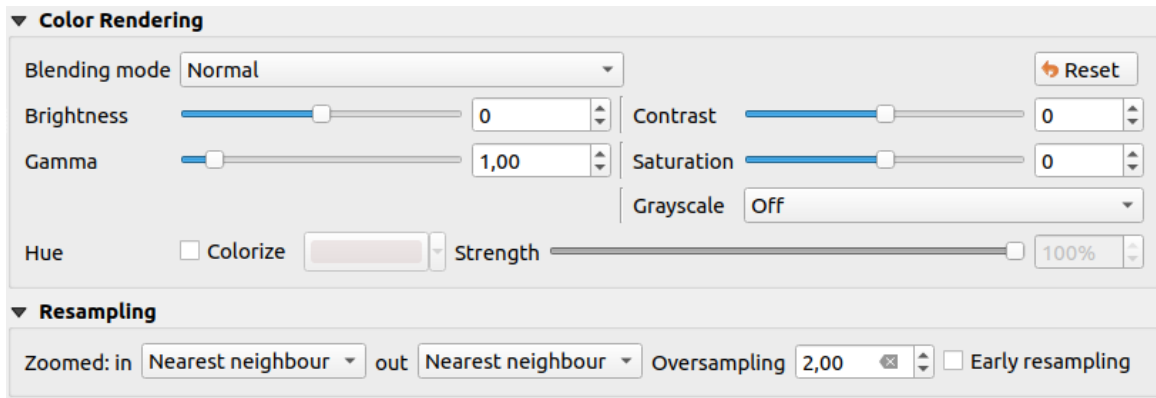 Color Rendering
Blending mode Normal Reset
Brightness 0 Contrast 0
Gamma 1,00 Saturation 0
Grayscale Off
Hue Colorize Strength 100%
Resampling
Zoomed: in Nearest neighbour out Nearest neighbour Oversampling 2,00 Early resampling